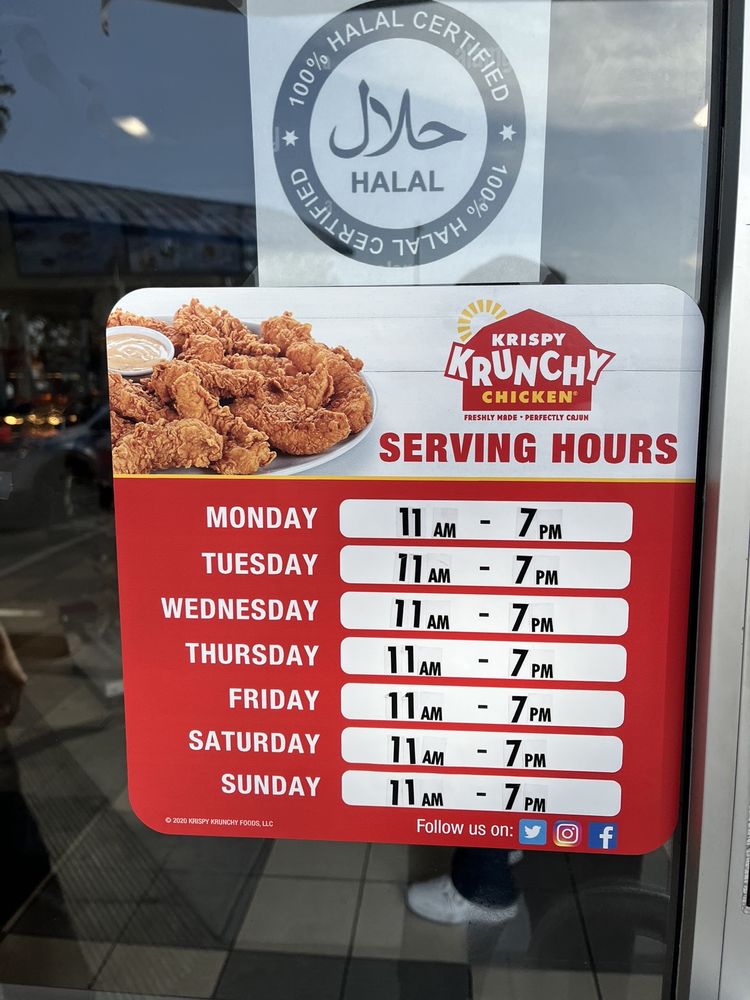 100% HALAL CERTIFIED
حلال
HALAL
100% HALAL CERTIFIED
KRISPY
KRUNCHY
CHICKEN®
FRESHLY MADE • PERFECTLY CAJUN
SERVING HOURS
MONDAY 11 AM - 7 PM
TUESDAY 11 AM - 7 PM
WEDNESDAY 11 AM - 7 PM
THURSDAY 11 AM - 7 PM
FRIDAY 11 AM - 7 PM
SATURDAY 11 AM - 7 PM
SUNDAY 11 AM - 7 PM
© 2020 KRISPY KRUNCHY FOODS, LLC
Follow us on: